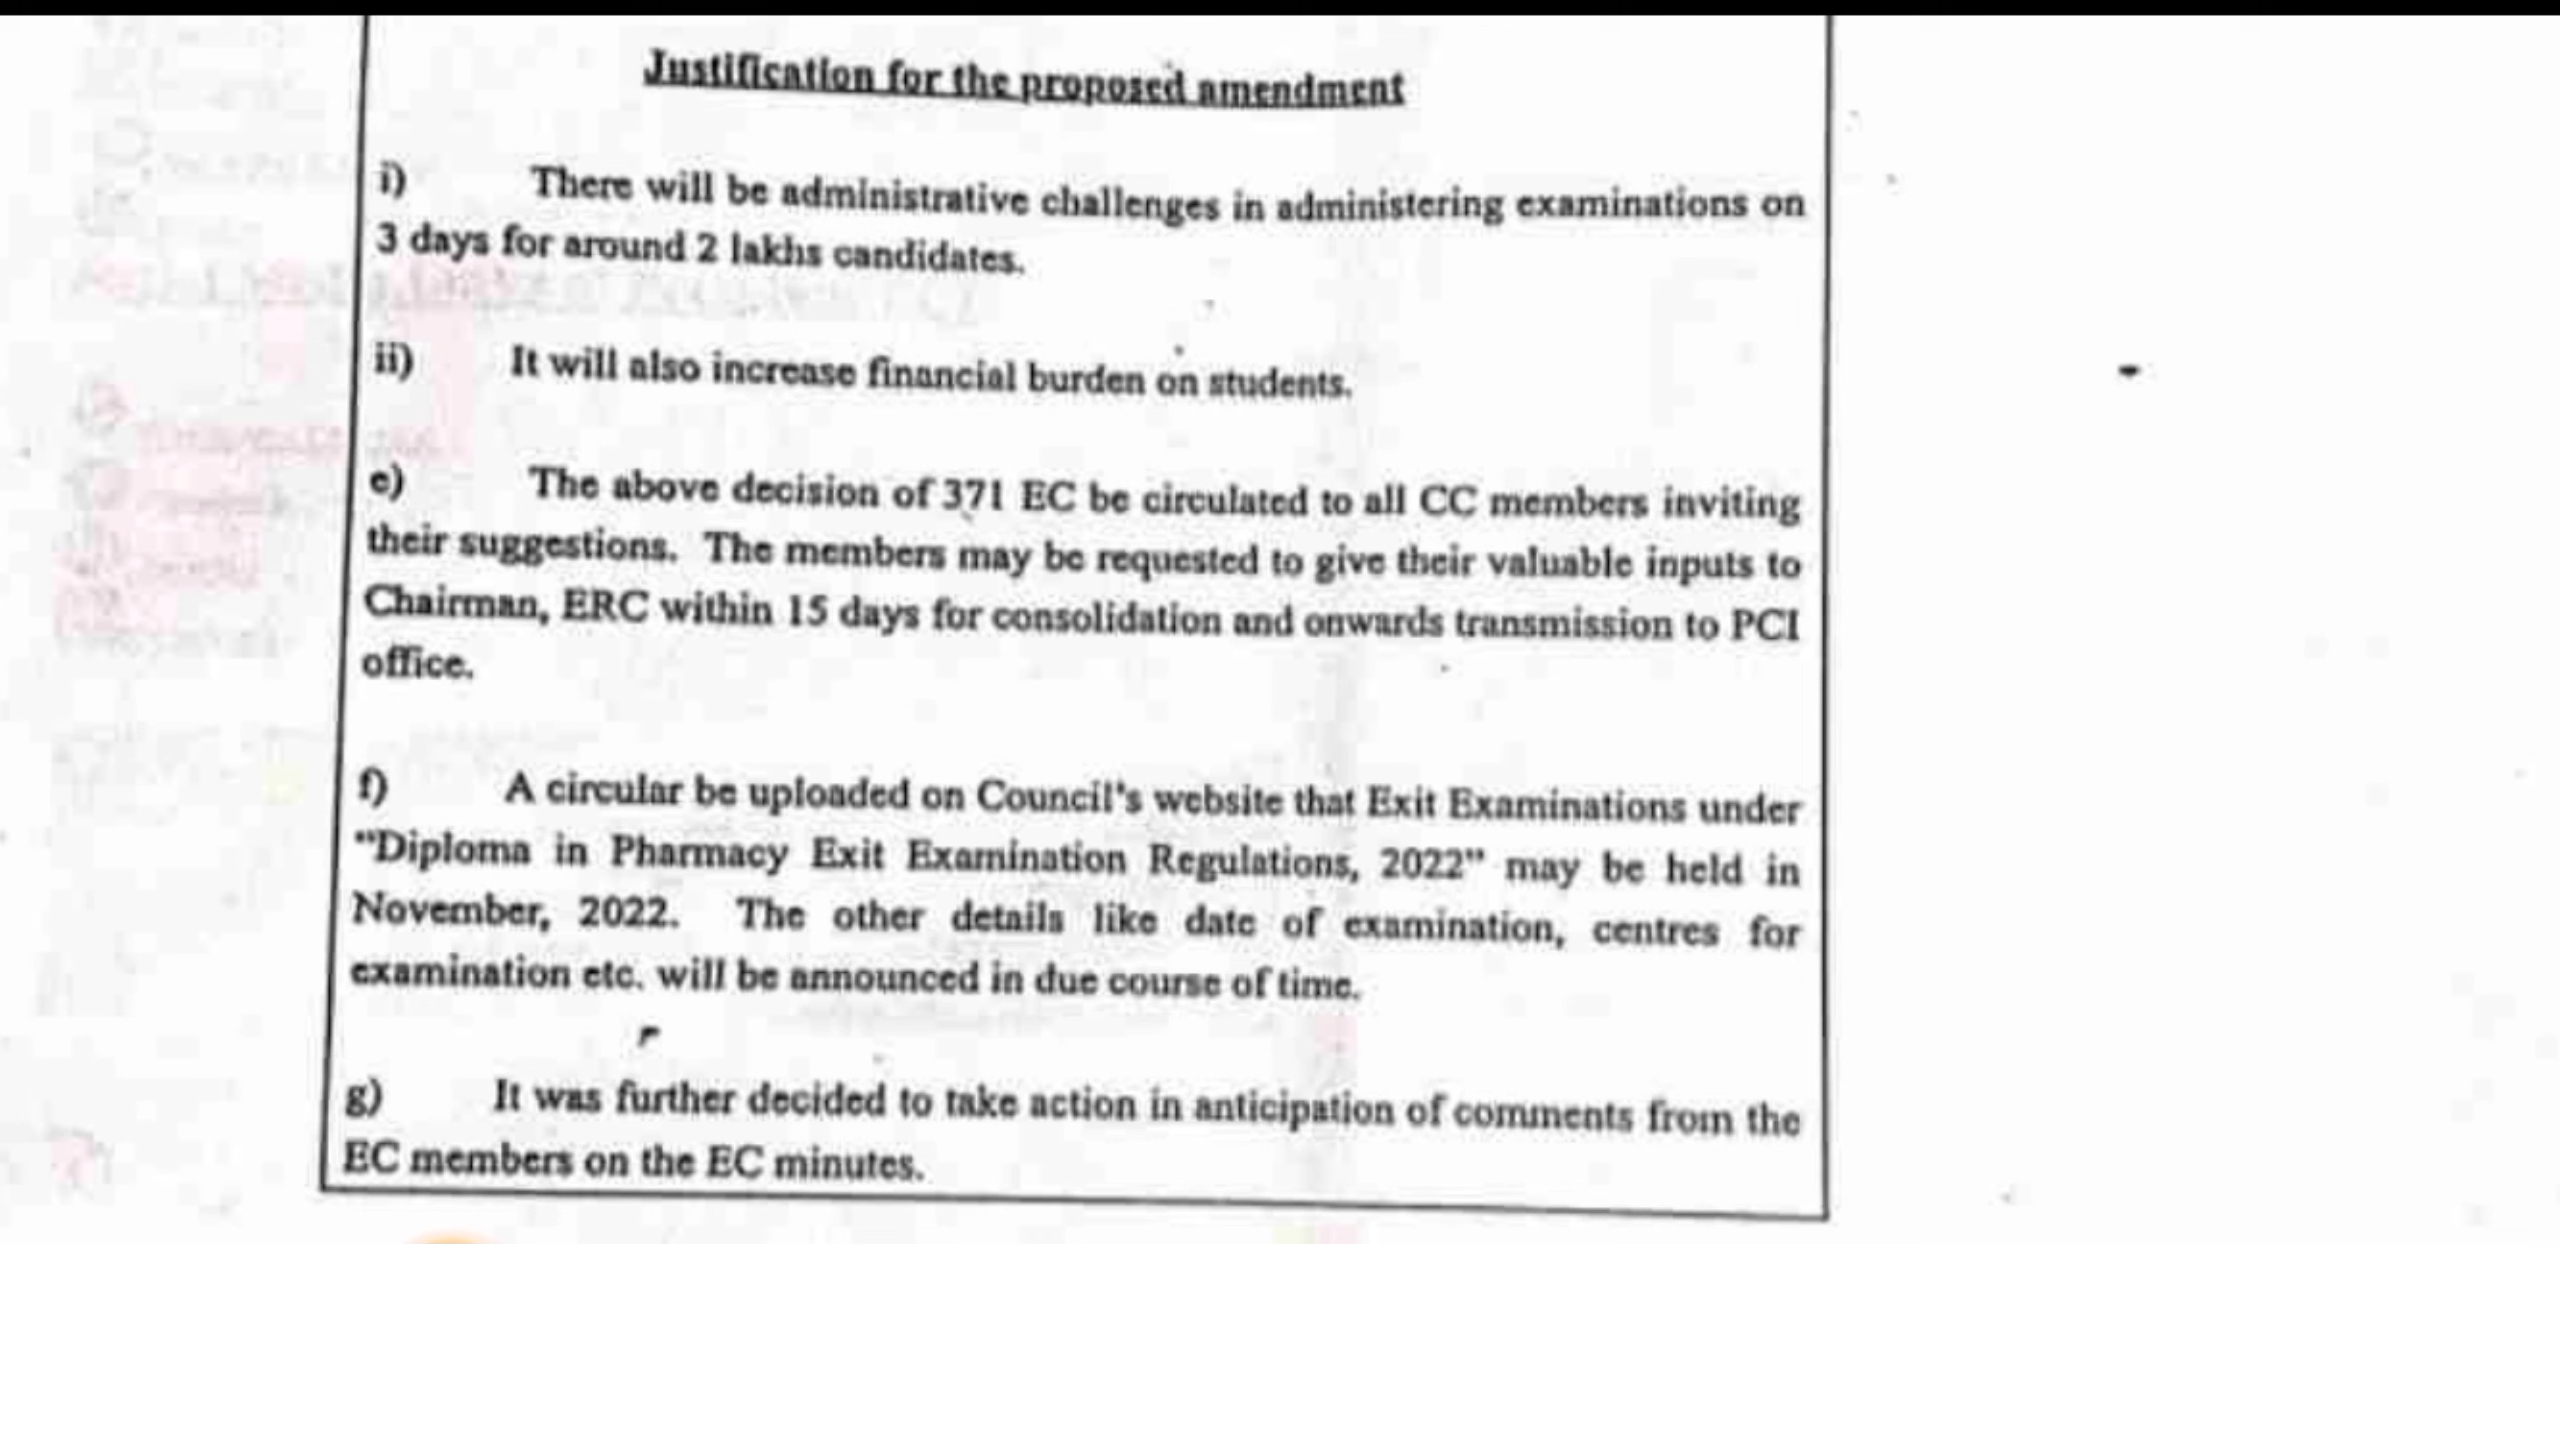 Justification for the proposed amendment
i) There will be administrative challenges in administering examinations on
3 days for around 2 lakhs candidates.
ii) It will also increase financial burden on students.
e) The above decision of 371 EC be circulated to all CC members inviting
their suggestions. The members may be requested to give their valuable inputs to
Chairman, ERC within 15 days for consolidation and onwards transmission to PCI
office.
f) A circular be uploaded on Council's website that Exit Examinations under
"Diploma in Pharmacy Exit Examination Regulations, 2022" may be held in
November, 2022. The other details like date of examination, centres for
examination etc. will be announced in due course of time.
g) It was further decided to take action in anticipation of comments from the
EC members on the EC minutes.